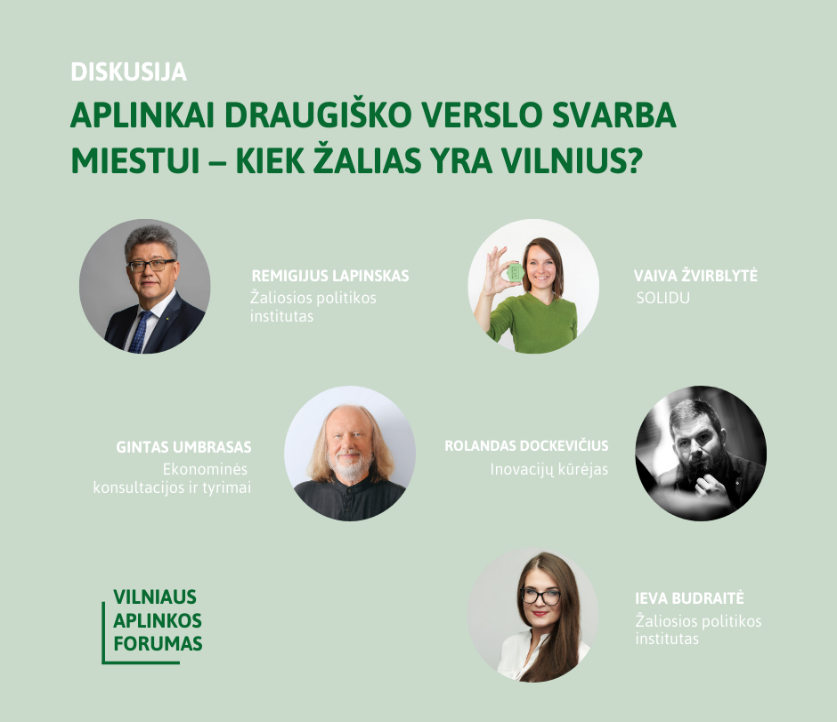 DISKUSIJA
APLINKAI DRAUGIŠKO VERSLO SVARBA
MIESTUI – KIEK ŽALIAS YRA VILNIUS?
REMIGIJUS LAPINSKAS
Žaliosios politikos
institutas
VAIVA ŽVIRBLYTĖ
SOLIDU
GINTAS UMBRASAS
Ekonominės
konsultacijos ir tyrimai
ROLANDAS DOCKEVIČIUS
Inovacijų kūrėjas
IEVA BUDRAITĖ
Žaliosios politikos
institutas
VILNIAUS
APLINKOS
FORUMAS